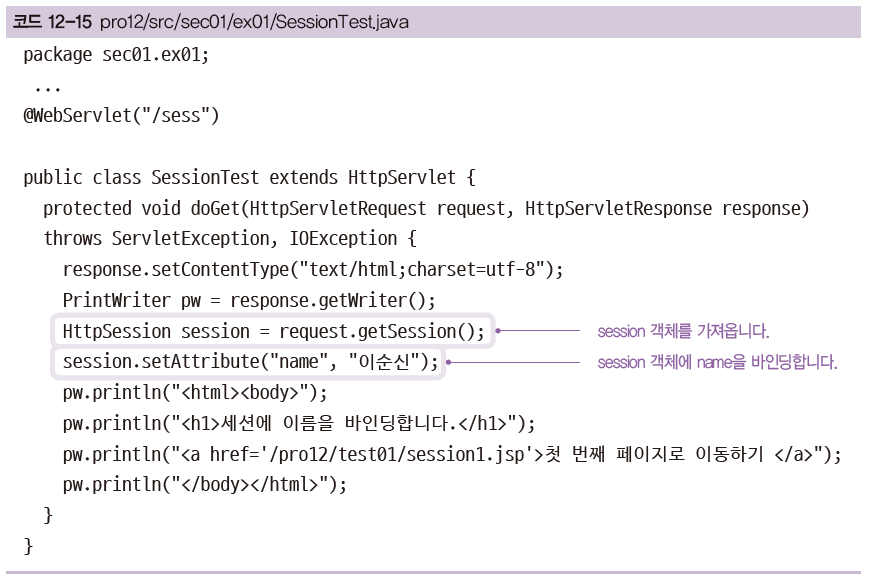 코드 12-15 pro12/src/sec01/ex01/SessionTest.java
package sec01.ex01;
...
@WebServlet("/sess")
public class SessionTest extends HttpServlet {
protected void doGet(HttpServletRequest request, HttpServletResponse response)
throws ServletException, IOException {
response.setContentType("text/html;charset=utf-8");
PrintWriter pw = response.getWriter();
HttpSession session = request.getSession(); session 객체를 가져옵니다.
session.setAttribute("name", "이순신"); session 객체에 name을 바인딩합니다.
pw.println("<html><body>");
pw.println("<h1>세션에 이름을 바인딩합니다.</h1>");
pw.println("<a href='/pro12/test01/session1.jsp'>첫 번째 페이지로 이동하기 </a>");
pw.println("</body></html>");
}
}